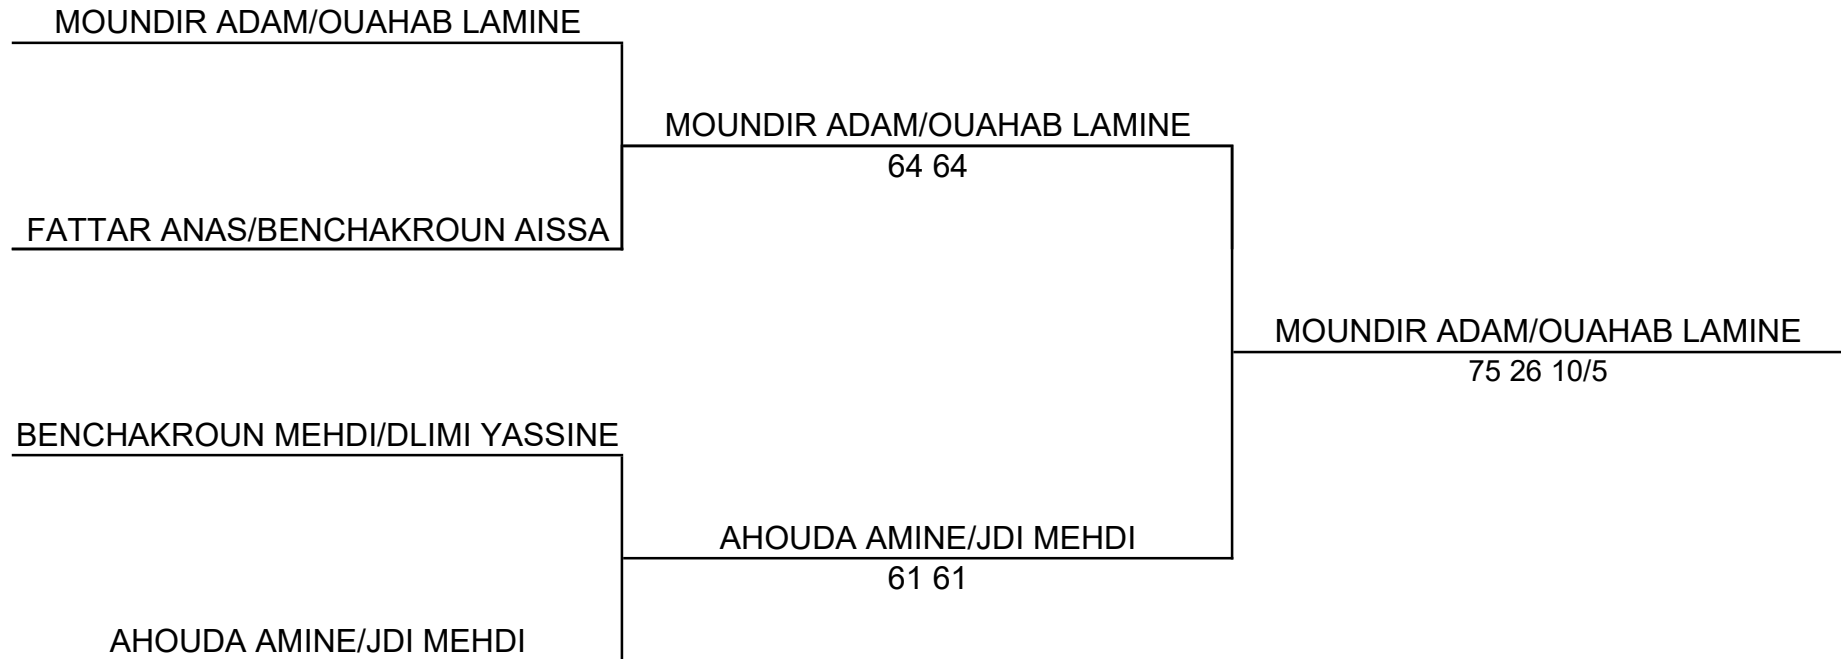 MOUNDIR ADAM/OUAHAB LAMINE
MOUNDIR ADAM/OUAHAB LAMINE
64 64
FATTAR ANAS/BENCHAKROUN AISSA
MOUNDIR ADAM/OUAHAB LAMINE
75 26 10/5
BENCHAKROUN MEHDI/DLIMI YASSINE
AHOUDA AMINE/JDI MEHDI
61 61
AHOUDA AMINE/JDI MEHDI